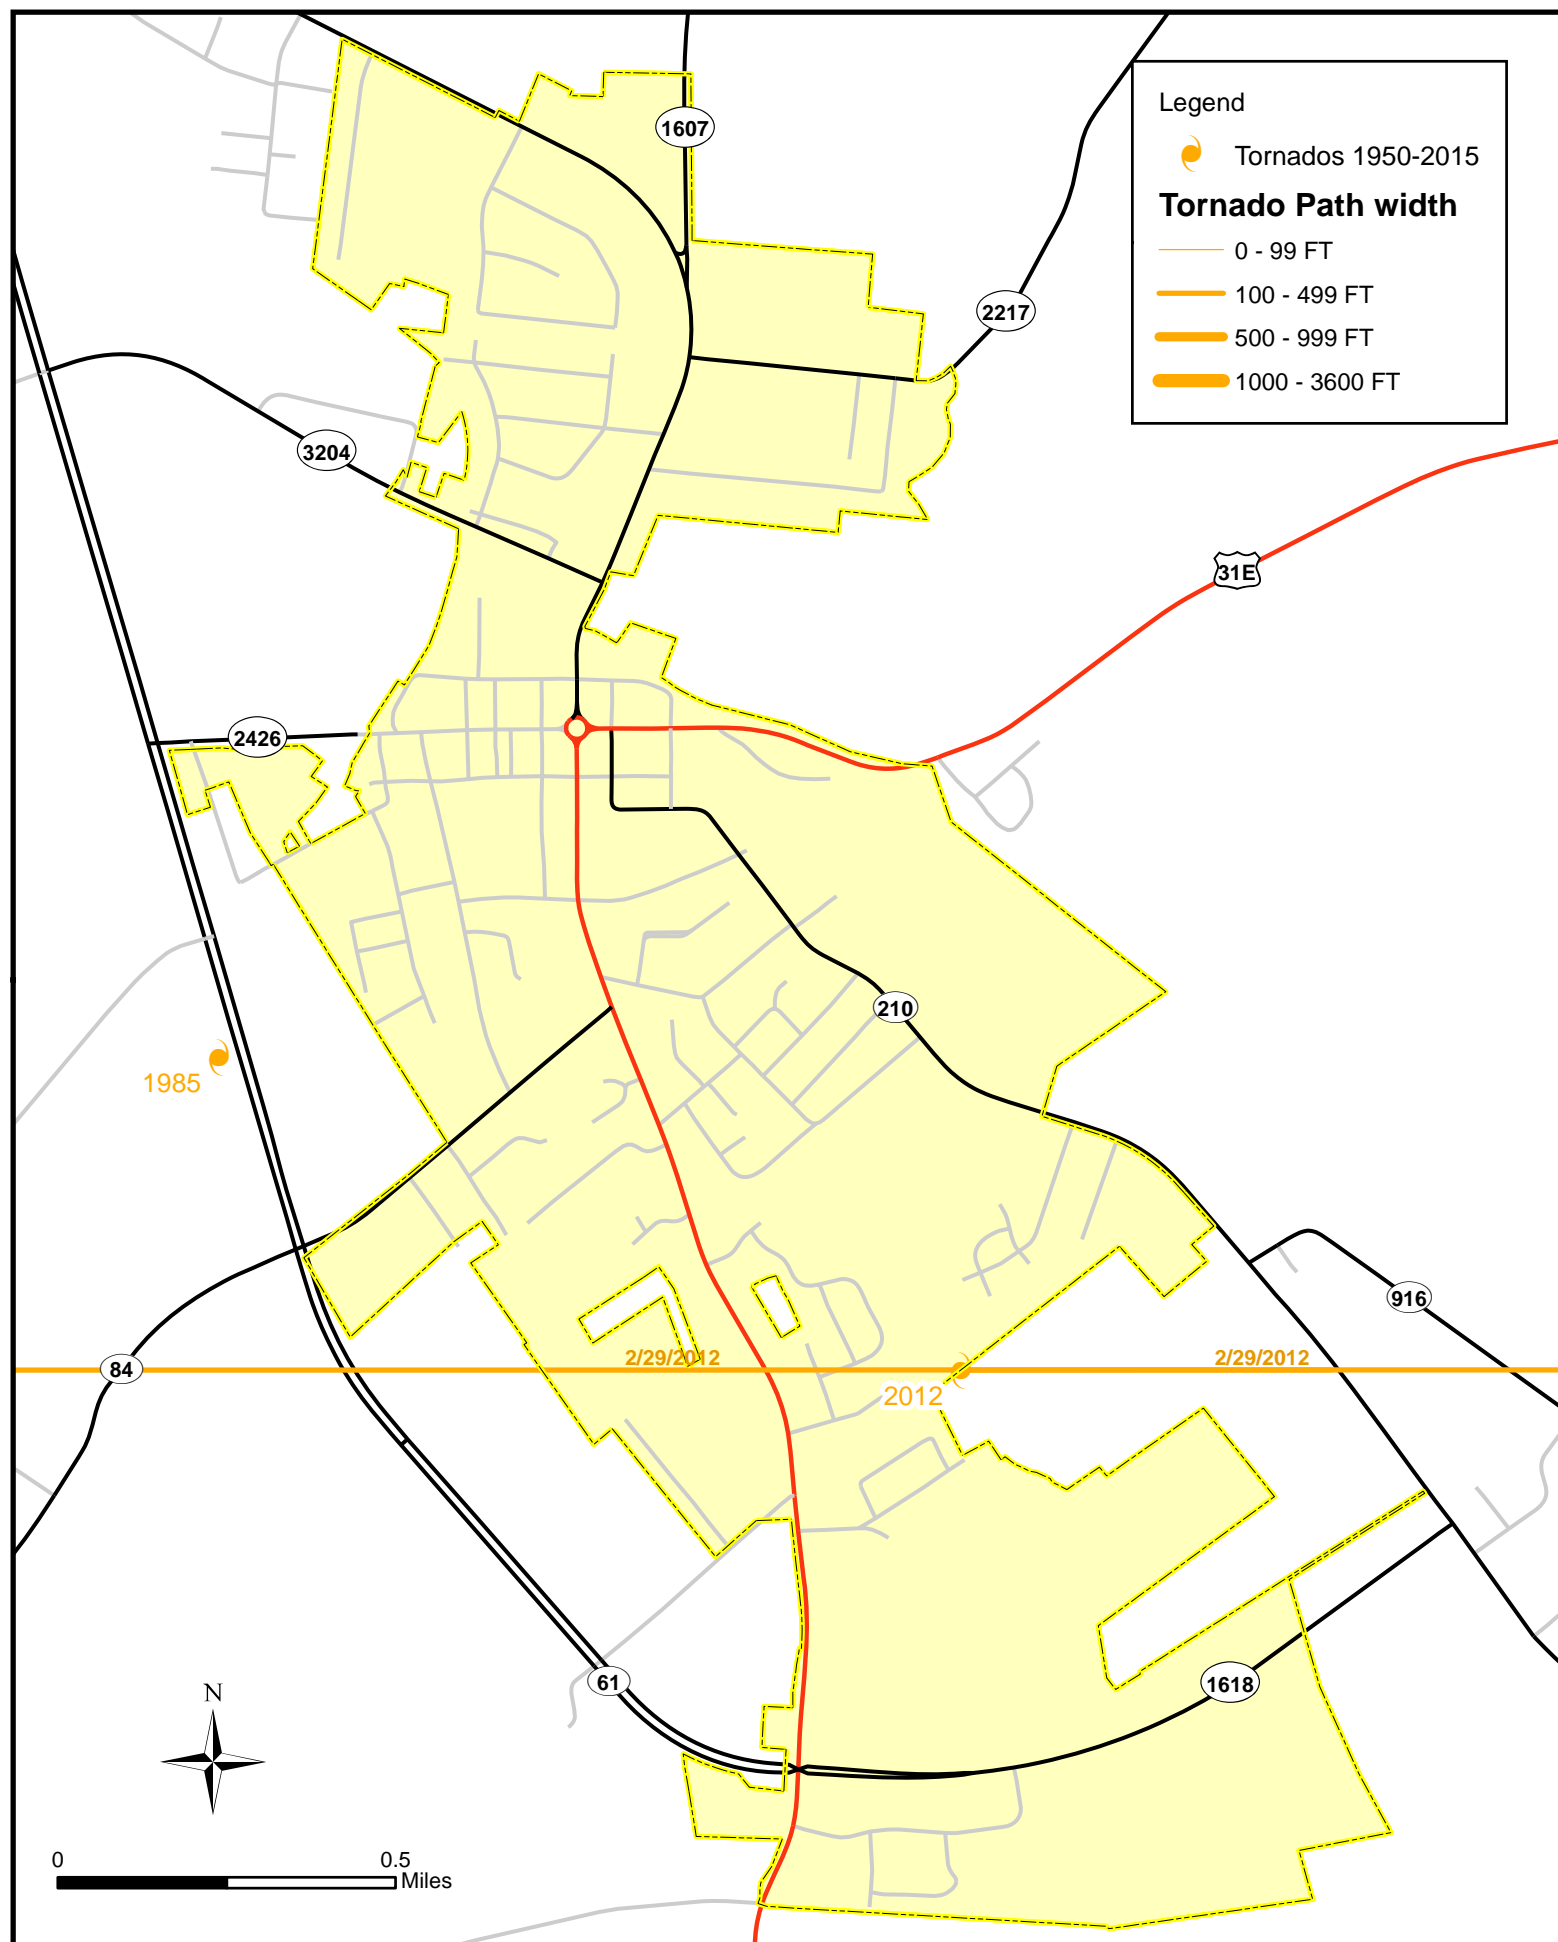 1607
Legend
Tornados 1950-2015
Tornado Path width
0 - 99 FT
100 - 499 FT
500 - 999 FT
1000 - 3600 FT
2217
3204
31E
2426
210
1985
916
84
2/29/2012
2/29/2012
2012
61
1618
N
0 0.5
Miles